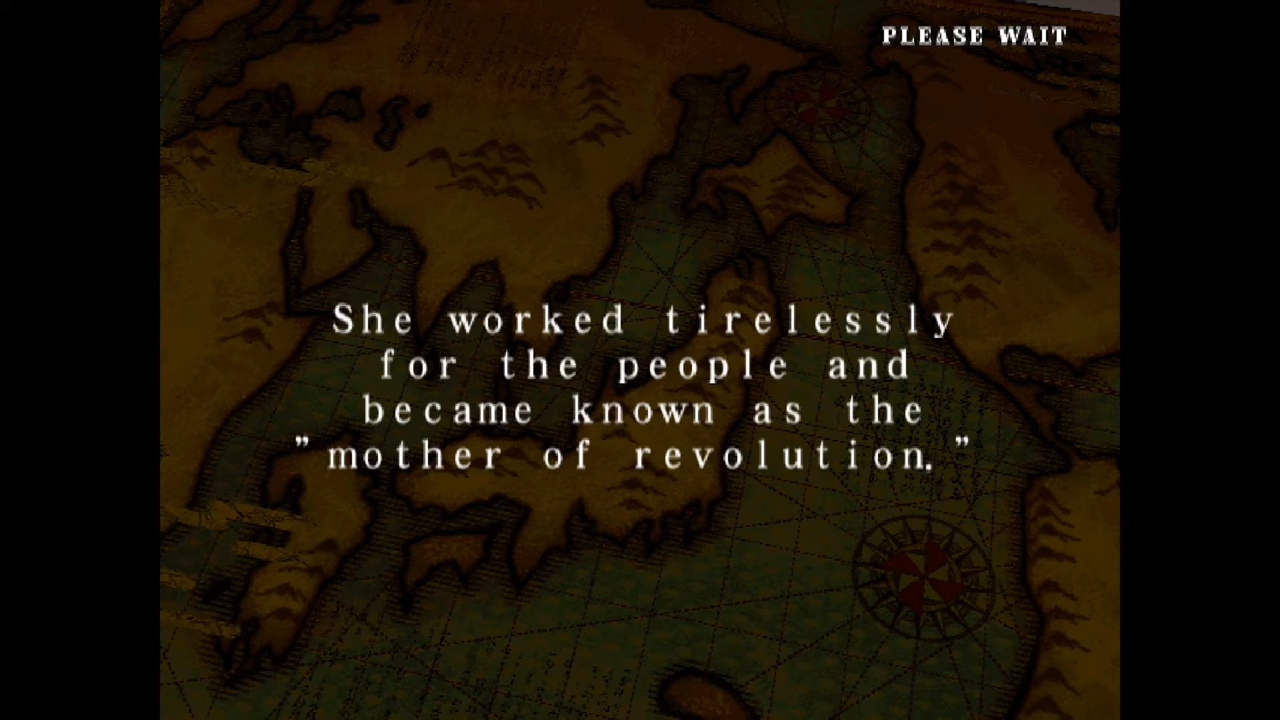 PLEASE WAIT
She worked tirelessly
for the people and
became known as the
"mother of revolution."